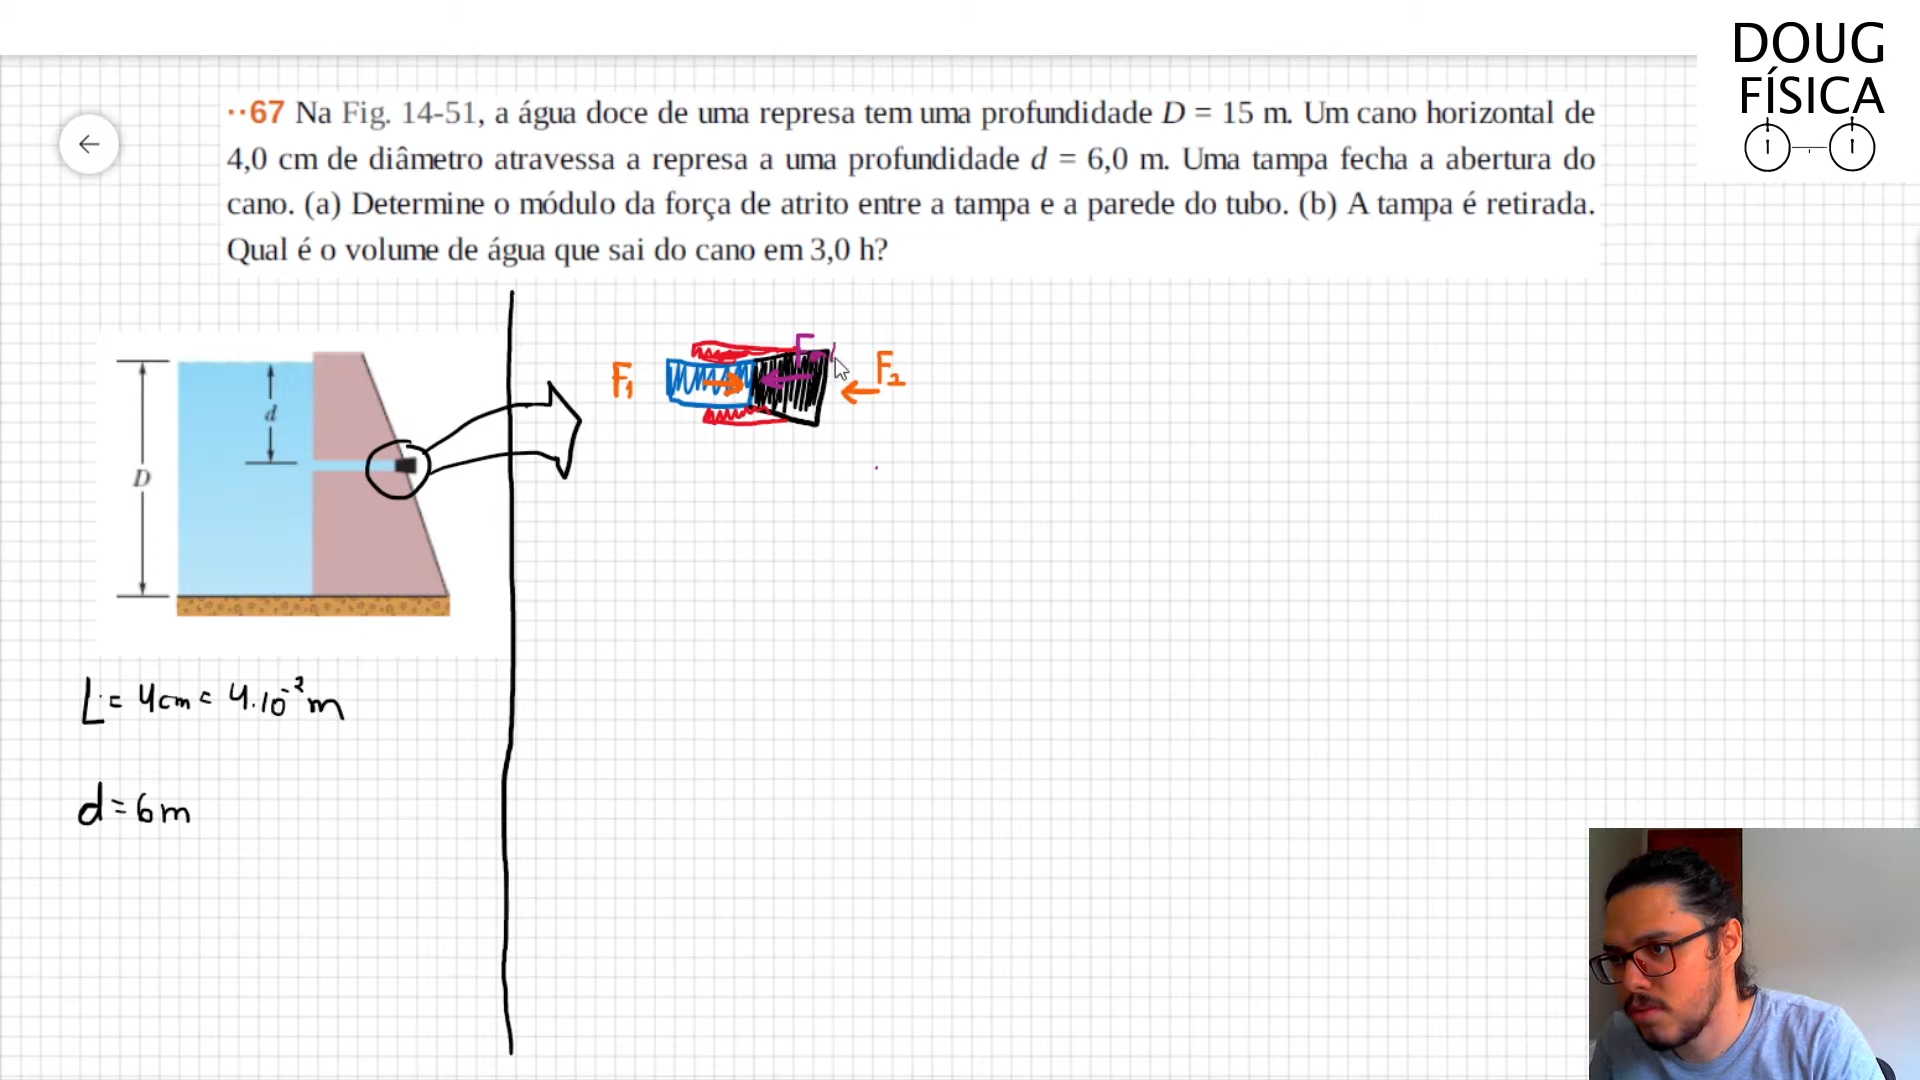 DOUG
FÍSICA
··67 Na Fig. 14-51, a água doce de uma represa tem uma profundidade D = 15 m. Um cano horizontal de
4,0 cm de diâmetro atravessa a represa a uma profundidade d = 6,0 m. Uma tampa fecha a abertura do
cano. (a) Determine o módulo da força de atrito entre a tampa e a parede do tubo. (b) A tampa é retirada.
Qual é o volume de água que sai do cano em 3,0 h?
F₁
F₂
d
D
L = 4cm = 4.10⁻² m
d = 6m